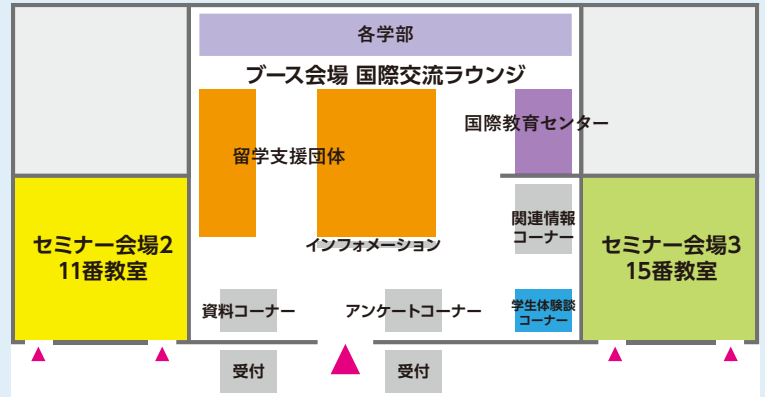 各学部
ブース会場 国際交流ラウンジ
国際教育センター
留学支援団体
関連情報
コーナー
セミナー会場2
11番教室
インフォメーション
セミナー会場3
15番教室
資料コーナー
アンケートコーナー
学生体験談
コーナー
受付
受付